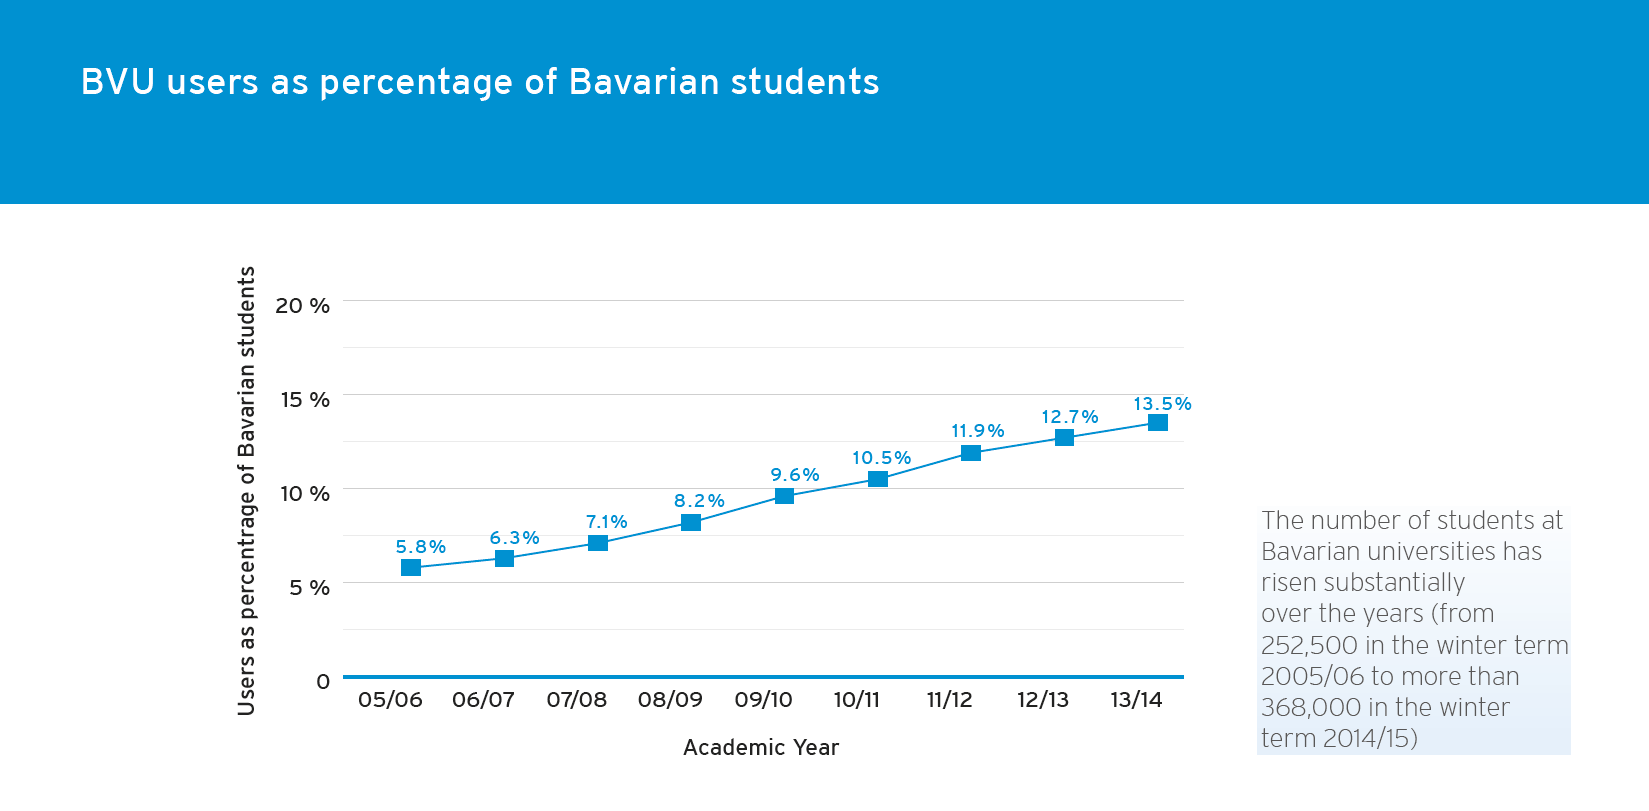 BVU users as percentage of Bavarian students
Users as percentrage of Bavarian students
20 %
15 %
10 %
5 %
0
5.8%
6.3%
7.1%
8.2%
9.6%
10.5%
11.9%
12.7%
13.5%
05/06
06/07
07/08
08/09
09/10
10/11
11/12
12/13
13/14
Academic Year
The number of students at
Bavarian universities has
risen substantially
over the years (from
252,500 in the winter term
2005/06 to more than
368,000 in the winter
term 2014/15)